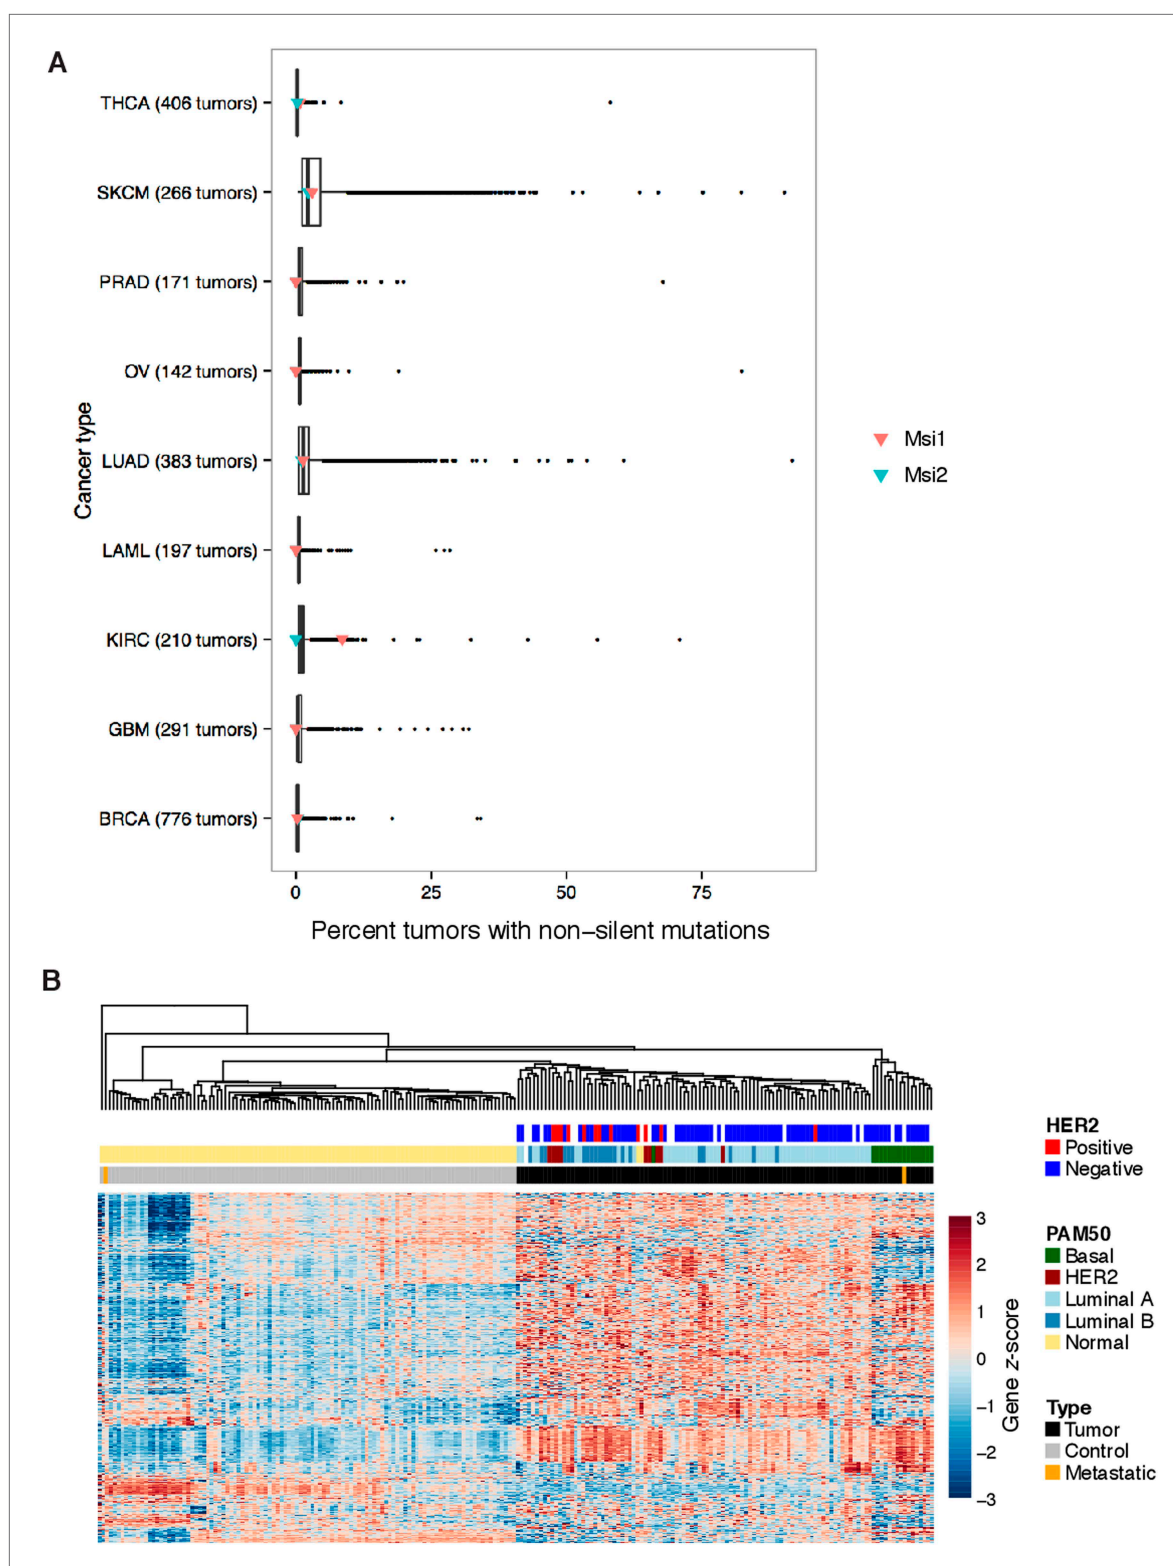 A
THCA (406 tumors)
SKCM (266 tumors)
PRAD (171 tumors)
OV (142 tumors)
LUAD (383 tumors)
LAML (197 tumors)
KIRC (210 tumors)
GBM (291 tumors)
BRCA (776 tumors)
Cancer type
0 25 50 75
Percent tumors with non–silent mutations
Msi1
Msi2
B
HER2
Positive
Negative
PAM50
Basal
HER2
Luminal A
Luminal B
Normal
Type
Tumor
Control
Metastatic
3
2
1
0
−1
−2
−3
Gene z-score